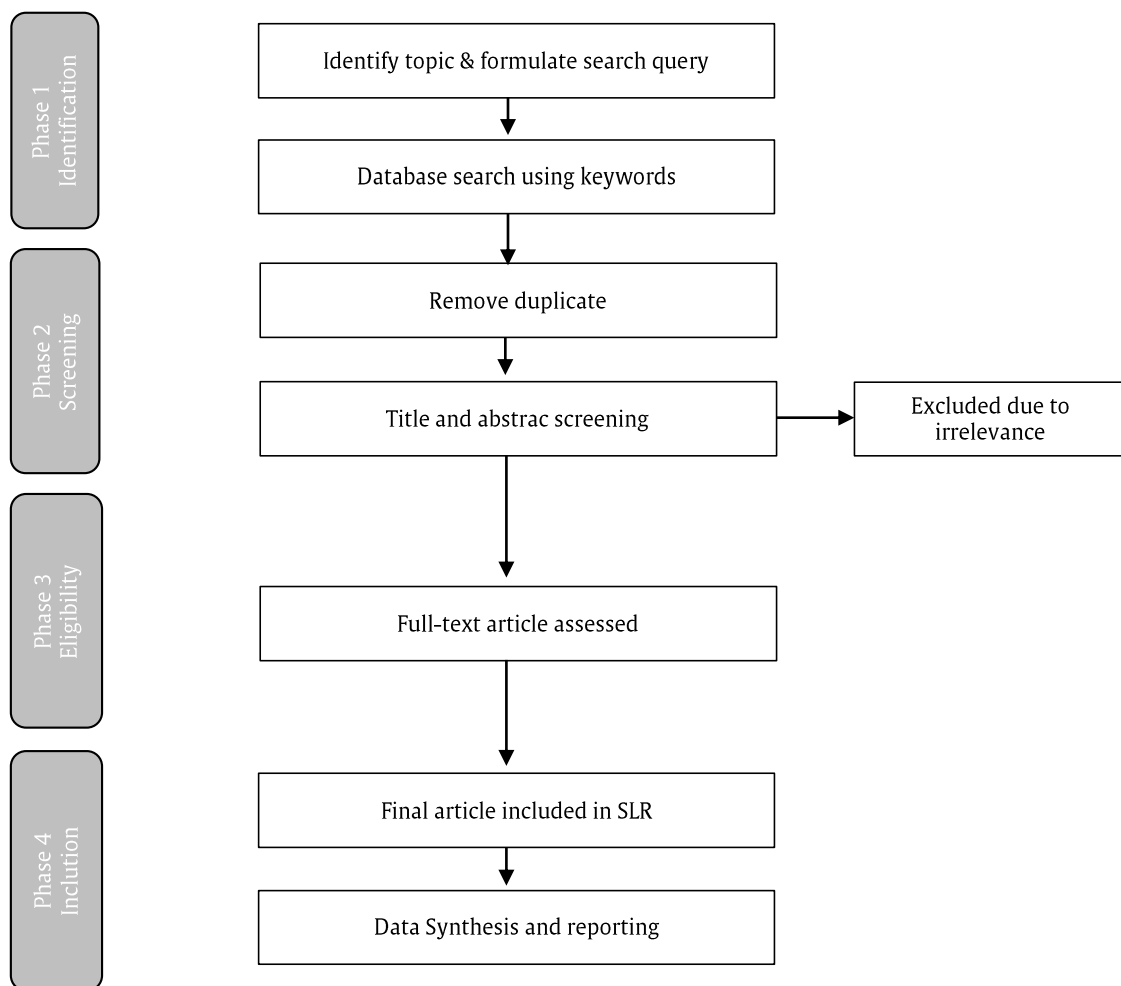 Phase 1
Identification
Identify topic & formulate search query
Database search using keywords
Phase 2
Screening
Remove duplicate
Title and abstrac screening
Excluded due to
irrelevance
Phase 3
Eligibility
Full-text article assessed
Phase 4
Inclution
Final article included in SLR
Data Synthesis and reporting